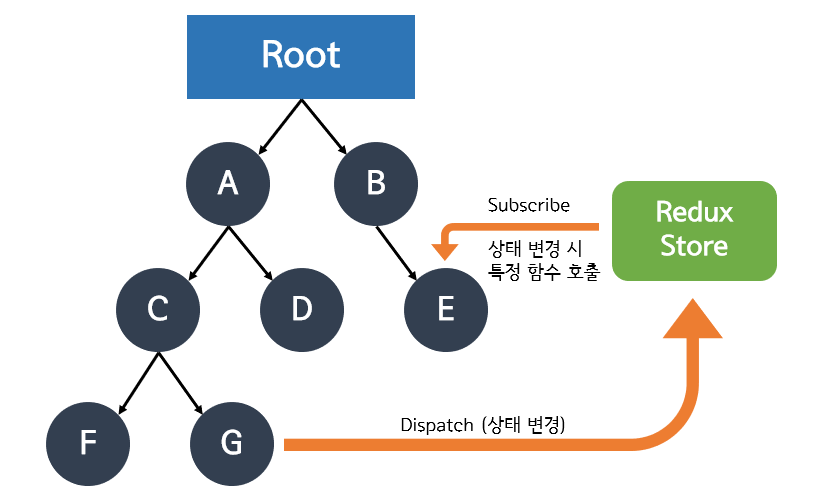 Root
A
B
Subscribe
상태 변경 시
특정 함수 호출
Redux
Store
C
D
E
F
G
Dispatch (상태 변경)